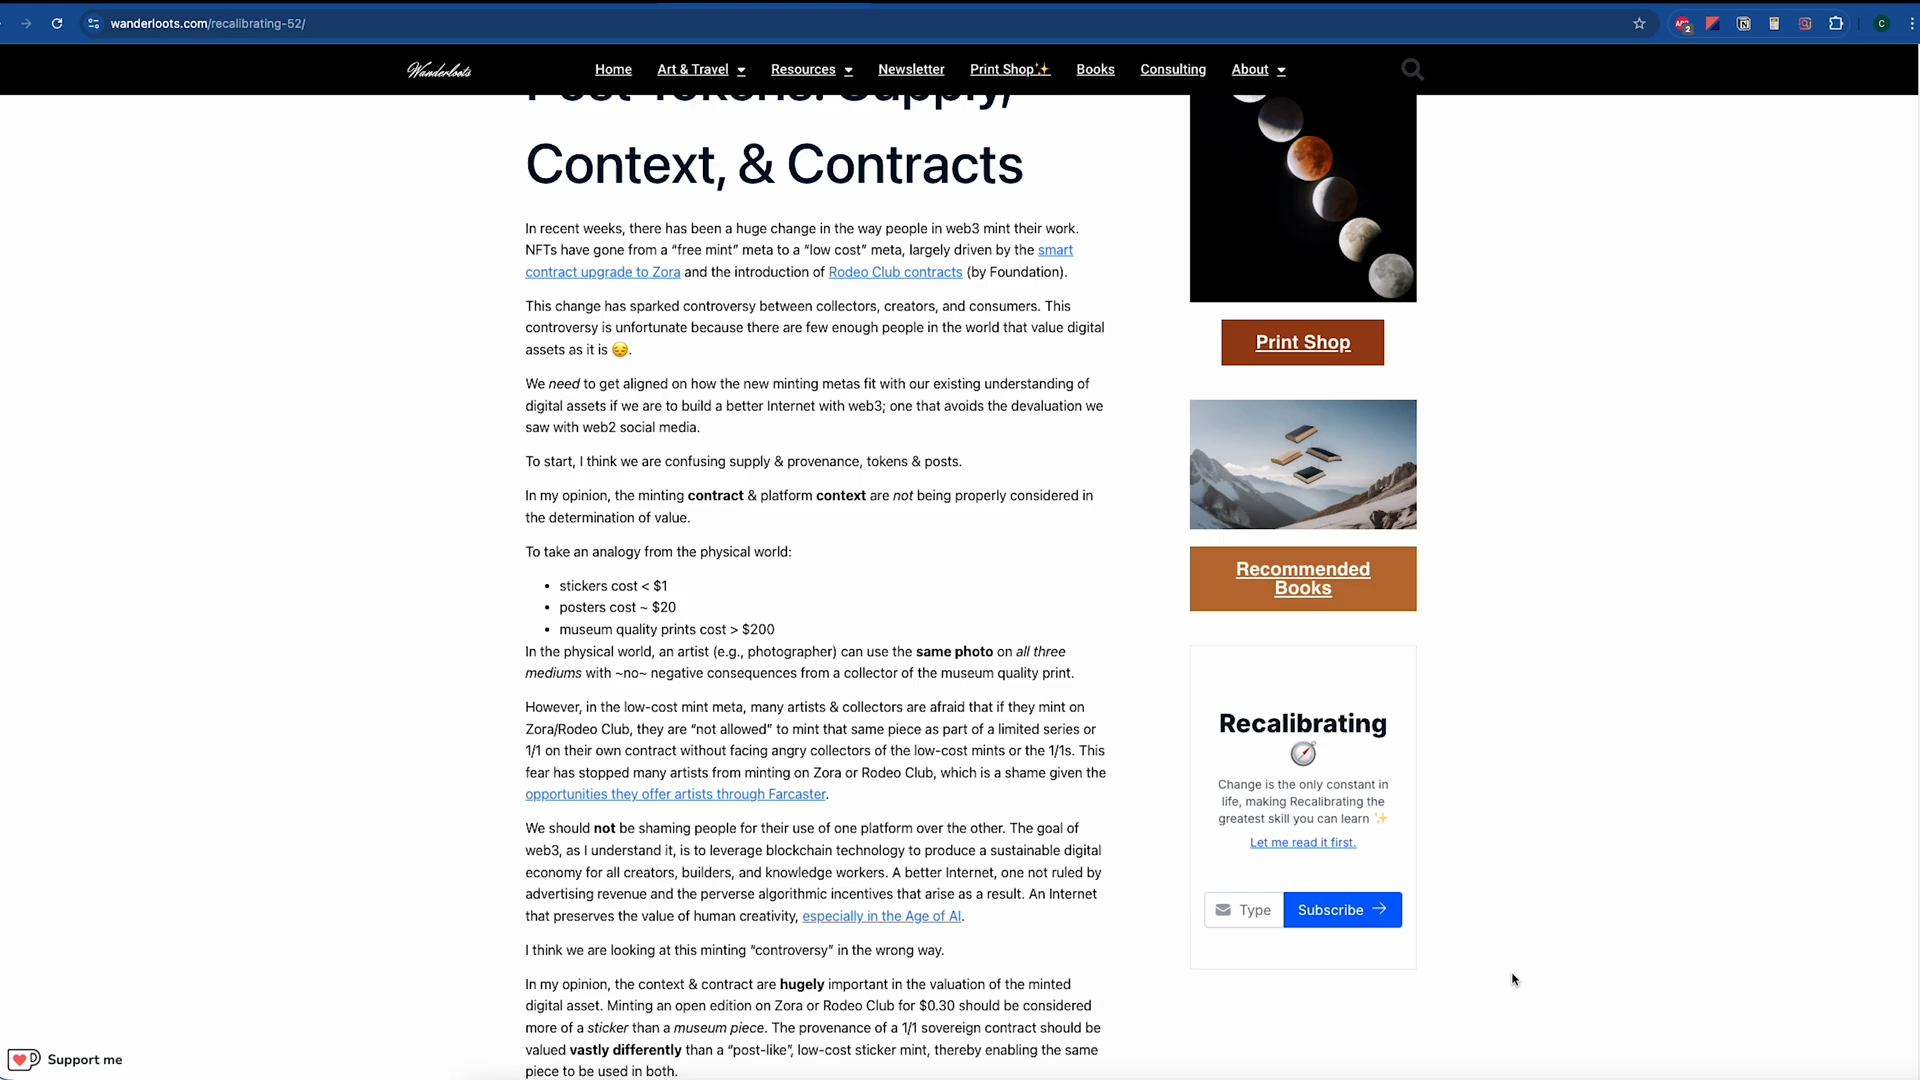 wanderloots.com/recalibrating-52/
2
C
Wanderloots
Home
Art & Travel
Resources
Newsletter
Print Shop✨
Books
Consulting
About
Post Tokens: Supply,
Context, & Contracts
In recent weeks, there has been a huge change in the way people in web3 mint their work.
NFTs have gone from a “free mint” meta to a “low cost” meta, largely driven by the smart
contract upgrade to Zora and the introduction of Rodeo Club contracts (by Foundation).
This change has sparked controversy between collectors, creators, and consumers. This
controversy is unfortunate because there are few enough people in the world that value digital
assets as it is 😔.
We need to get aligned on how the new minting metas fit with our existing understanding of
digital assets if we are to build a better Internet with web3; one that avoids the devaluation we
saw with web2 social media.
To start, I think we are confusing supply & provenance, tokens & posts.
In my opinion, the minting contract & platform context are not being properly considered in
the determination of value.
To take an analogy from the physical world:
• stickers cost < $1
• posters cost ~ $20
• museum quality prints cost > $200
In the physical world, an artist (e.g., photographer) can use the same photo on all three
mediums with ~no~ negative consequences from a collector of the museum quality print.
However, in the low-cost mint meta, many artists & collectors are afraid that if they mint on
Zora/Rodeo Club, they are “not allowed” to mint that same piece as part of a limited series or
1/1 on their own contract without facing angry collectors of the low-cost mints or the 1/1s. This
fear has stopped many artists from minting on Zora or Rodeo Club, which is a shame given the
opportunities they offer artists through Farcaster.
We should not be shaming people for their use of one platform over the other. The goal of
web3, as I understand it, is to leverage blockchain technology to produce a sustainable digital
economy for all creators, builders, and knowledge workers. A better Internet, one not ruled by
advertising revenue and the perverse algorithmic incentives that arise as a result. An Internet
that preserves the value of human creativity, especially in the Age of AI.
I think we are looking at this minting “controversy” in the wrong way.
In my opinion, the context & contract are hugely important in the valuation of the minted
digital asset. Minting an open edition on Zora or Rodeo Club for $0.30 should be considered
more of a sticker than a museum piece. The provenance of a 1/1 sovereign contract should be
valued vastly differently than a “post-like”, low-cost sticker mint, thereby enabling the same
piece to be used in both.
Print Shop
Recommended
Books
Recalibrating
🧭
Change is the only constant in
life, making Recalibrating the
greatest skill you can learn ✨
Let me read it first.
Type
Subscribe →
Support me